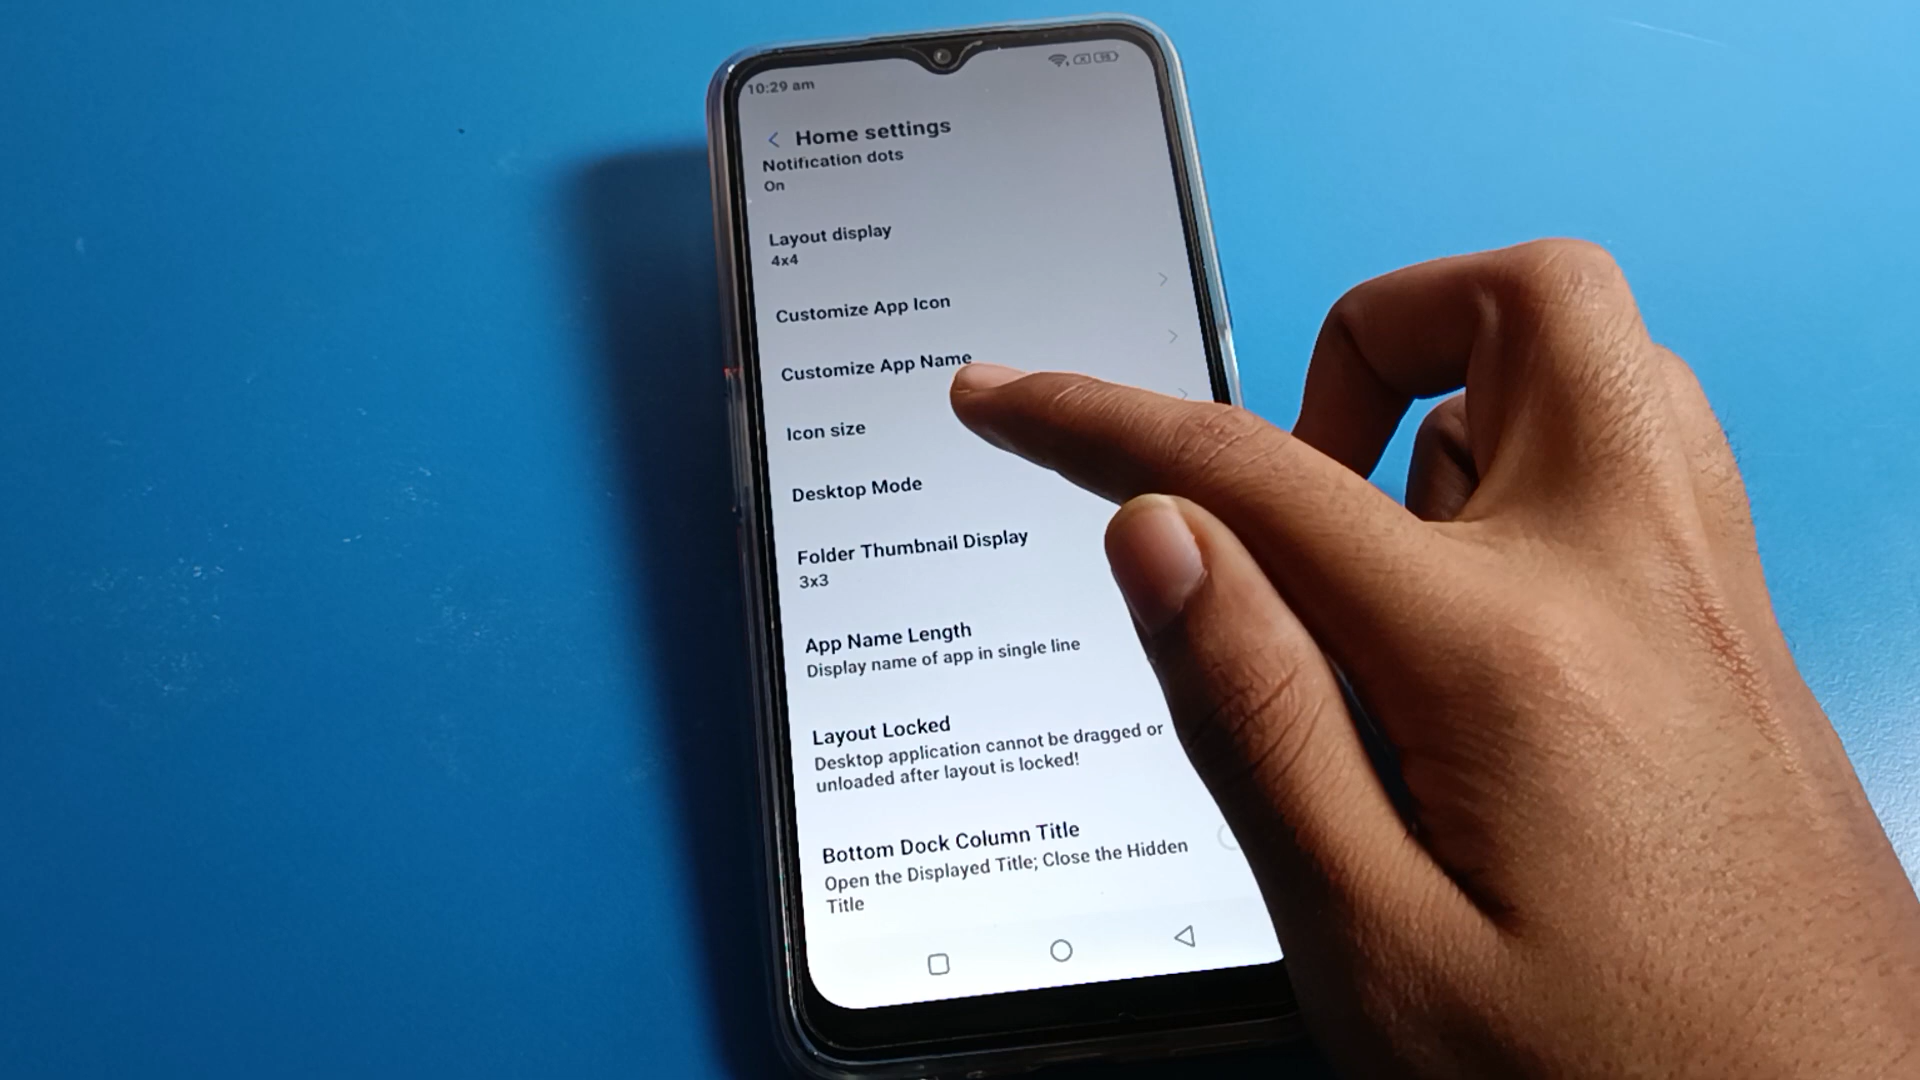 10:29 am
Home settings
Notification dots
On
Layout display
4x4
Customize App Icon
Customize App Name
Icon size
Desktop Mode
Folder Thumbnail Display
3x3
App Name Length
Display name of app in single line
Layout Locked
Desktop application cannot be dragged or
unloaded after layout is locked!
Bottom Dock Column Title
Open the Displayed Title; Close the Hidden
Title